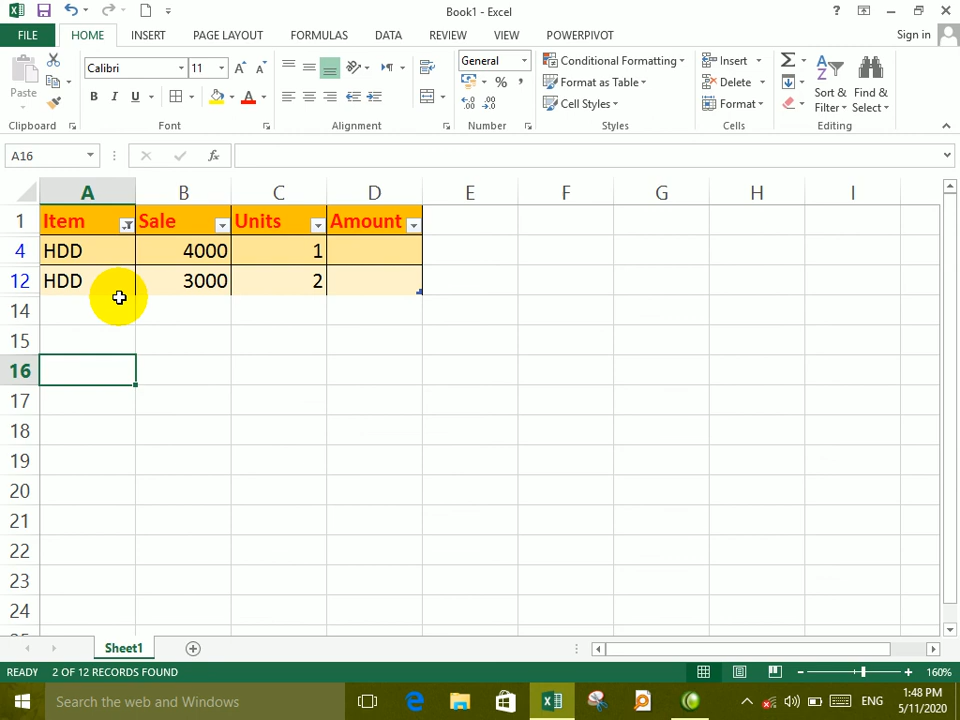 Book1 - Excel
FILE HOME INSERT PAGE LAYOUT FORMULAS DATA REVIEW VIEW POWERPIVOT Sign in
Paste
Calibri 11
B I U
General
Conditional Formatting
Format as Table
Cell Styles
Insert
Delete
Format
Sort & Filter
Find & Select
Clipboard Font Alignment Number Styles Cells Editing
A16 fx
A B C D E F G H I
1 Item Sale Units Amount
4 HDD 4000 1
12 HDD 3000 2
14
15
16
17
18
19
20
21
22
23
24
Sheet1
READY 2 OF 12 RECORDS FOUND 160%
Search the web and Windows ENG 1:48 PM
5/11/2020